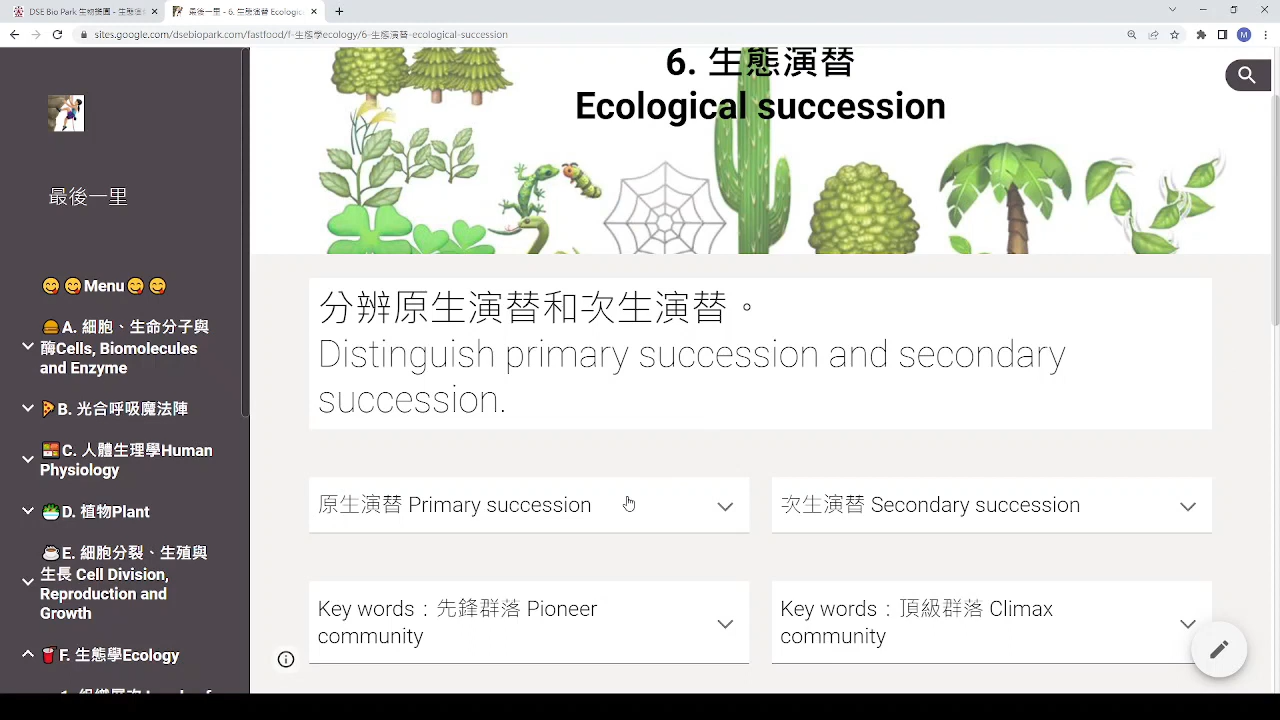 DSE Bio Park 生物樂園 - 生態
最後一里 - 6. 生態演替 Ecologic
sites.google.com/dsebiopark.com/fastfood/f-生態學ecology/6-生態演替-ecological-succession
M
最後一里
😋😋Menu😋😋
🍔A. 細胞、生命分子與
酶Cells, Biomolecules
and Enzyme
🍕B. 光合呼吸魔法陣
🍱C. 人體生理學Human
Physiology
🥗D. 植物Plant
☕E. 細胞分裂、生殖與
生長 Cell Division,
Reproduction and
Growth
🥤F. 生態學Ecology
6. 生態演替
Ecological succession
分辨原生演替和次生演替。
Distinguish primary succession and secondary
succession.
原生演替 Primary succession
次生演替 Secondary succession
Key words：先鋒群落 Pioneer
community
Key words：頂級群落 Climax
community